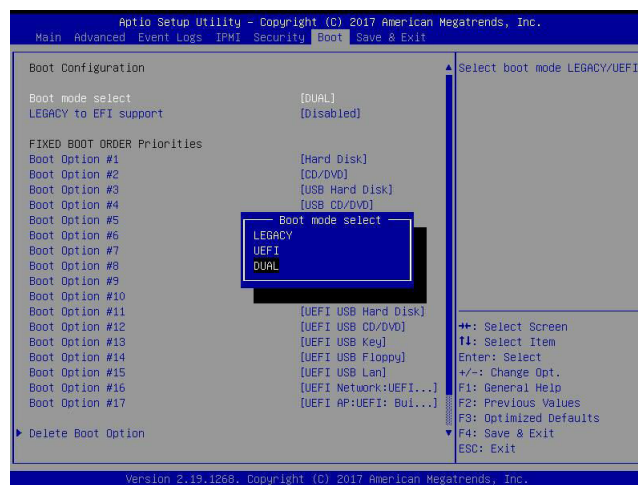 Aptio Setup Utility – Copyright (C) 2017 American Megatrends, Inc.
Main Advanced Event Logs IPMI Security Boot Save & Exit
Boot Configuration
Select boot mode LEGACY/UEFI
Boot mode select [DUAL]
LEGACY to EFI support [Disabled]
FIXED BOOT ORDER Priorities
Boot Option #1 [Hard Disk]
Boot Option #2 [CD/DVD]
Boot Option #3 [USB Hard Disk]
Boot Option #4 [USB CD/DVD]
Boot Option #5
Boot Option #6
Boot Option #7
Boot Option #8
Boot Option #9
Boot Option #10
Boot mode select
LEGACY
UEFI
DUAL
Boot Option #11 [UEFI USB Hard Disk]
Boot Option #12 [UEFI USB CD/DVD]
Boot Option #13 [UEFI USB Key]
Boot Option #14 [UEFI USB Floppy]
Boot Option #15 [UEFI USB Lan]
Boot Option #16 [UEFI Network:UEFI...]
Boot Option #17 [UEFI AP:UEFI: Bui...]
Delete Boot Option
→←: Select Screen
↑↓: Select Item
Enter: Select
+/-: Change Opt.
F1: General Help
F2: Previous Values
F3: Optimized Defaults
F4: Save & Exit
ESC: Exit
Version 2.19.1268. Copyright (C) 2017 American Megatrends, Inc.